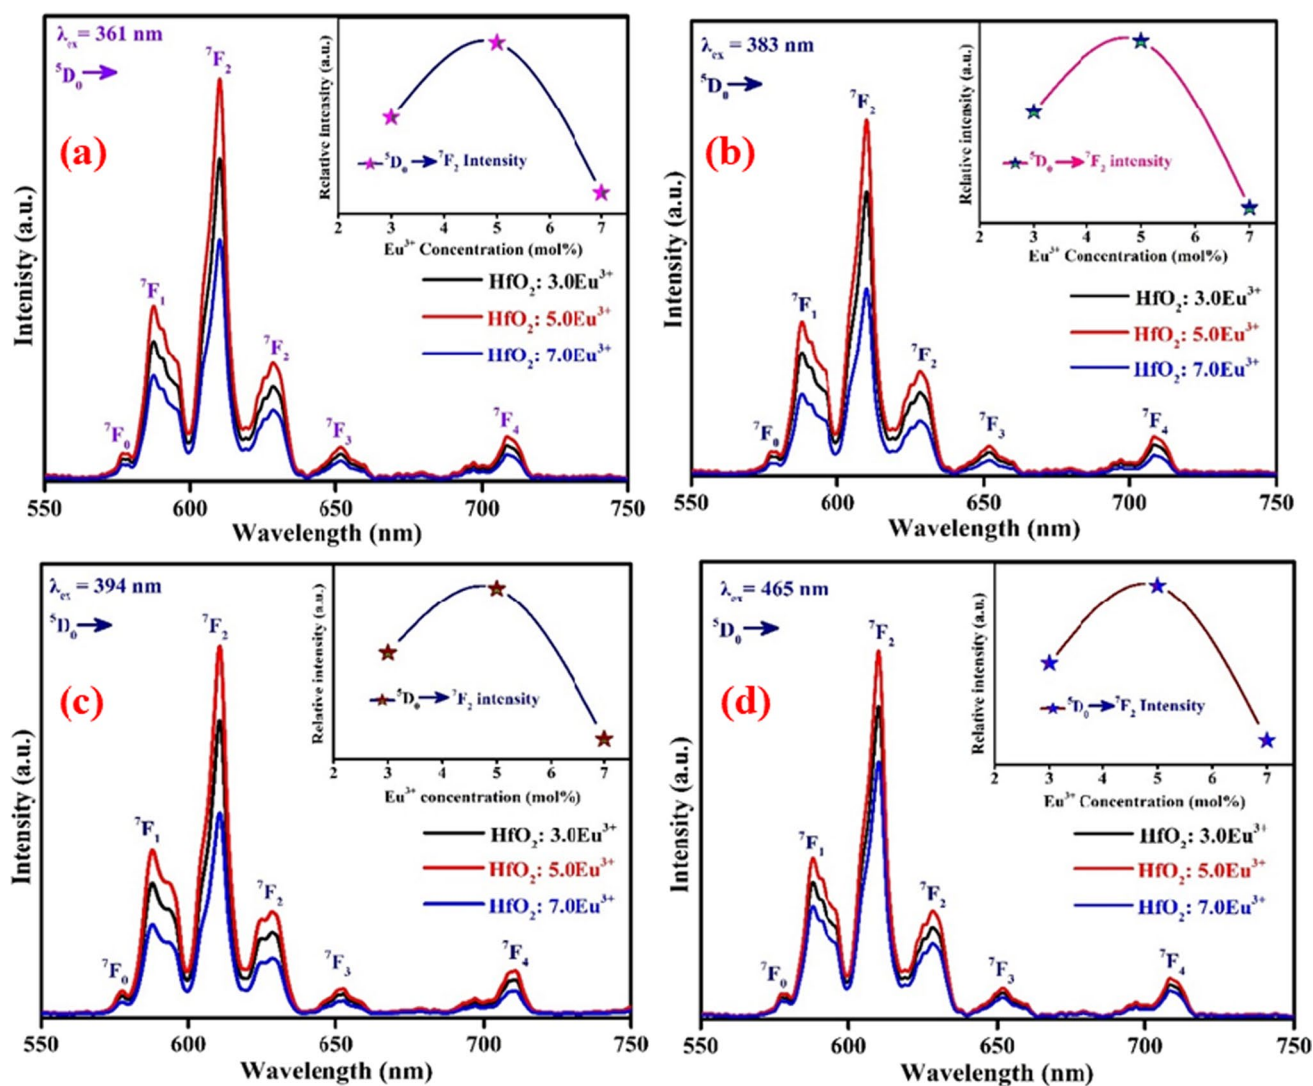 λex = 361 nm
⁵D₀→
(a)
⁷F₂
⁷F₁
⁷F₀
⁷F₂
⁷F₃
⁷F₄
Relative intensity (a.u.)
⁵D₀→⁷F₂ Intensity
2 3 4 5 6 7
Eu³⁺ Concentration (mol%)
HfO₂: 3.0Eu³⁺
HfO₂: 5.0Eu³⁺
HfO₂: 7.0Eu³⁺
Intenisty (a.u.)
550 600 650 700 750
Wavelength (nm)
λex = 383 nm
⁵D₀→
(b)
⁷F₂
⁷F₁
⁷F₀
⁷F₂
⁷F₃
⁷F₄
Relative intensity (a.u.)
⁵D₀→⁷F₂ intensity
2 3 4 5 6 7
Eu³⁺ Concentration (mol%)
HfO₂: 3.0Eu³⁺
HfO₂: 5.0Eu³⁺
HfO₂: 7.0Eu³⁺
Intensity (a.u.)
550 600 650 700 750
Wavelength (nm)
λex = 394 nm
⁵D₀→
(c)
⁷F₂
⁷F₁
⁷F₀
⁷F₂
⁷F₃
⁷F₄
Relative intensity (a.u.)
⁵D₀→⁷F₂ intensity
2 3 4 5 6 7
Eu³⁺ concentration (mol%)
HfO₂: 3.0Eu³⁺
HfO₂: 5.0Eu³⁺
HfO₂: 7.0Eu³⁺
Intensity (a.u.)
550 600 650 700 750
Wavelength (nm)
λex = 465 nm
⁵D₀→
(d)
⁷F₂
⁷F₁
⁷F₀
⁷F₂
⁷F₃
⁷F₄
Relative intensity (a.u.)
⁵D₀→⁷F₂ Intensity
2 3 4 5 6 7
Eu³⁺ Concentration (mol%)
HfO₂: 3.0Eu³⁺
HfO₂: 5.0Eu³⁺
HfO₂: 7.0Eu³⁺
Intensity (a.u.)
550 600 650 700 750
Wavelength (nm)